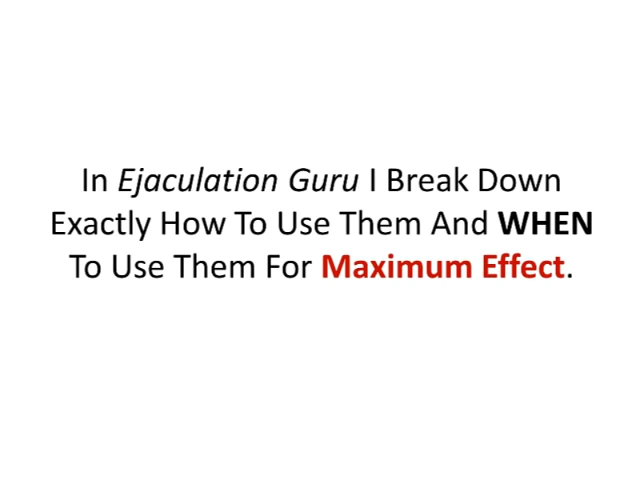 In Ejaculation Guru I Break Down
Exactly How To Use Them And WHEN
To Use Them For Maximum Effect.